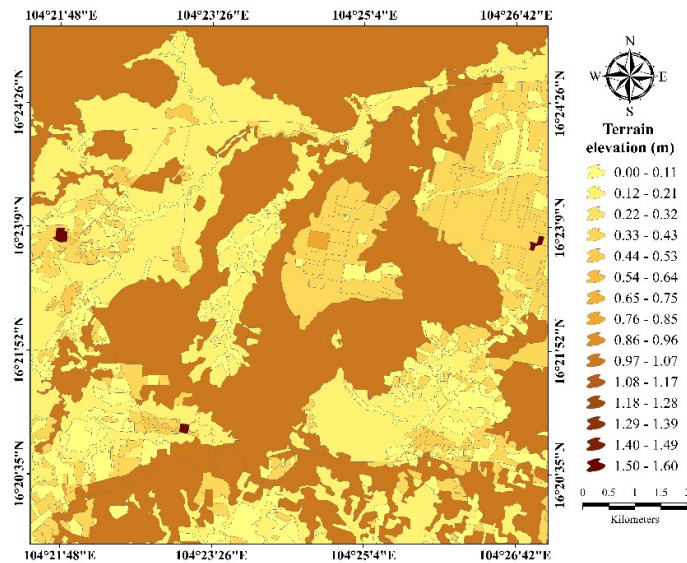 104°21'48"E 104°23'26"E 104°25'4"E 104°26'42"E
N
W E
S
16°24'26"N 16°24'26"N
Terrain
elevation (m)
0.00 - 0.11
0.12 - 0.21
0.22 - 0.32
0.33 - 0.43
0.44 - 0.53
0.54 - 0.64
0.65 - 0.75
0.76 - 0.85
0.86 - 0.96
0.97 - 1.07
1.08 - 1.17
1.18 - 1.28
1.29 - 1.39
1.40 - 1.49
1.50 - 1.60
16°23'9"N 16°23'9"N
16°21'52"N 16°21'52"N
16°20'35"N 16°20'35"N
0 0.5 1 2
Kilometers
104°21'48"E 104°23'26"E 104°25'4"E 104°26'42"E